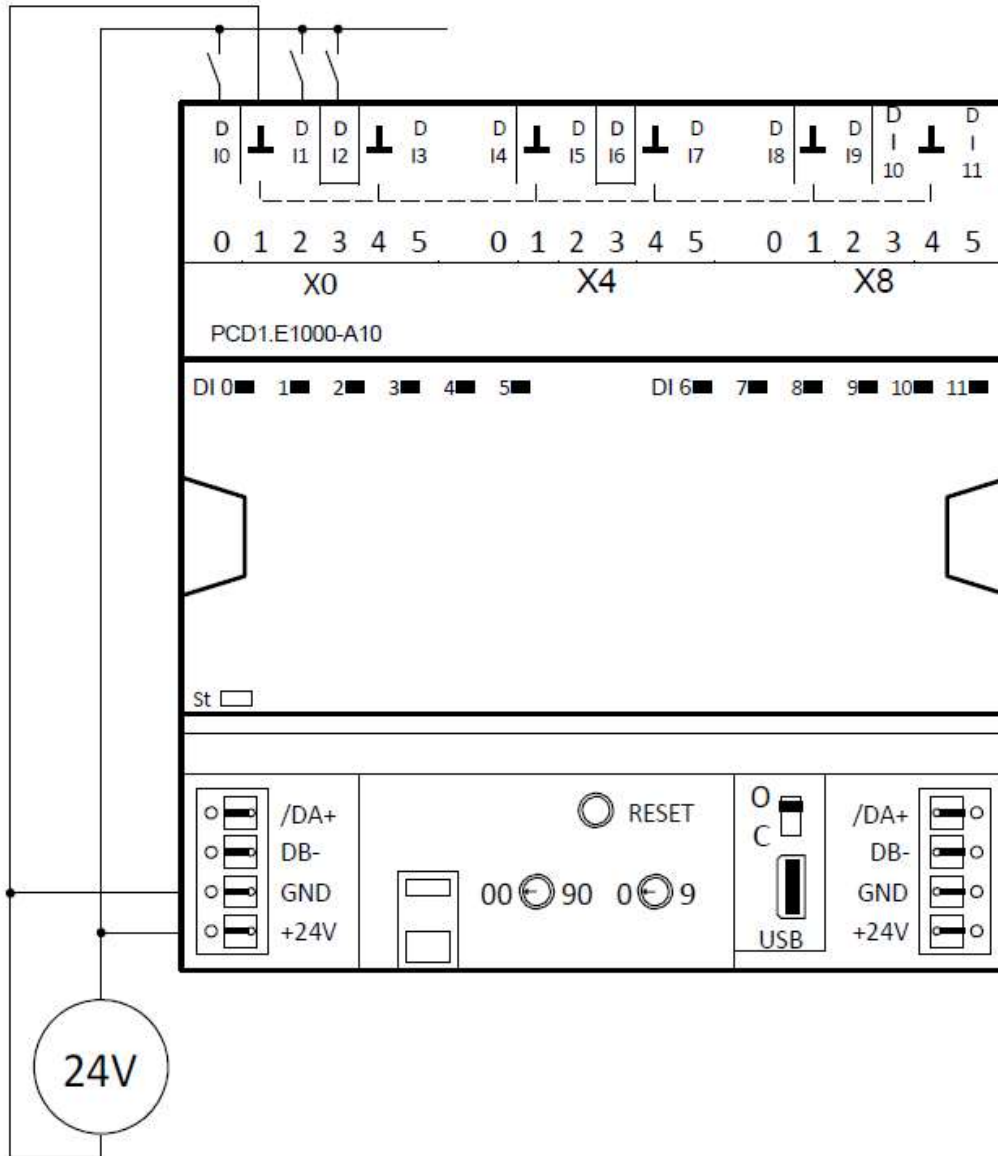 D D D D D D D D D D D D
I0 I1 I2 I3 I4 I5 I6 I7 I8 I9 I 10 I 11
0 1 2 3 4 5 0 1 2 3 4 5 0 1 2 3 4 5
X0 X4 X8
PCD1.E1000-A10
DI 0 1 2 3 4 5 DI 6 7 8 9 10 11
St
/DA+ RESET O /DA+
DB- C DB-
GND 00 90 0 9 GND
+24V USB +24V
24V